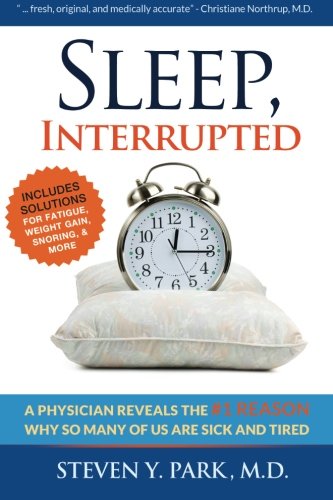 " ... fresh, original, and medically accurate" - Christiane Northrup, M.D.
SLEEP,
INTERRUPTED
INCLUDES
SOLUTIONS
FOR FATIGUE,
WEIGHT GAIN,
SNORING, &
MORE
12
1
2
3
4
5
6
7
8
9
10
11
A PHYSICIAN REVEALS THE #1 REASON
WHY SO MANY OF US ARE SICK AND TIRED
STEVEN Y. PARK, M.D.